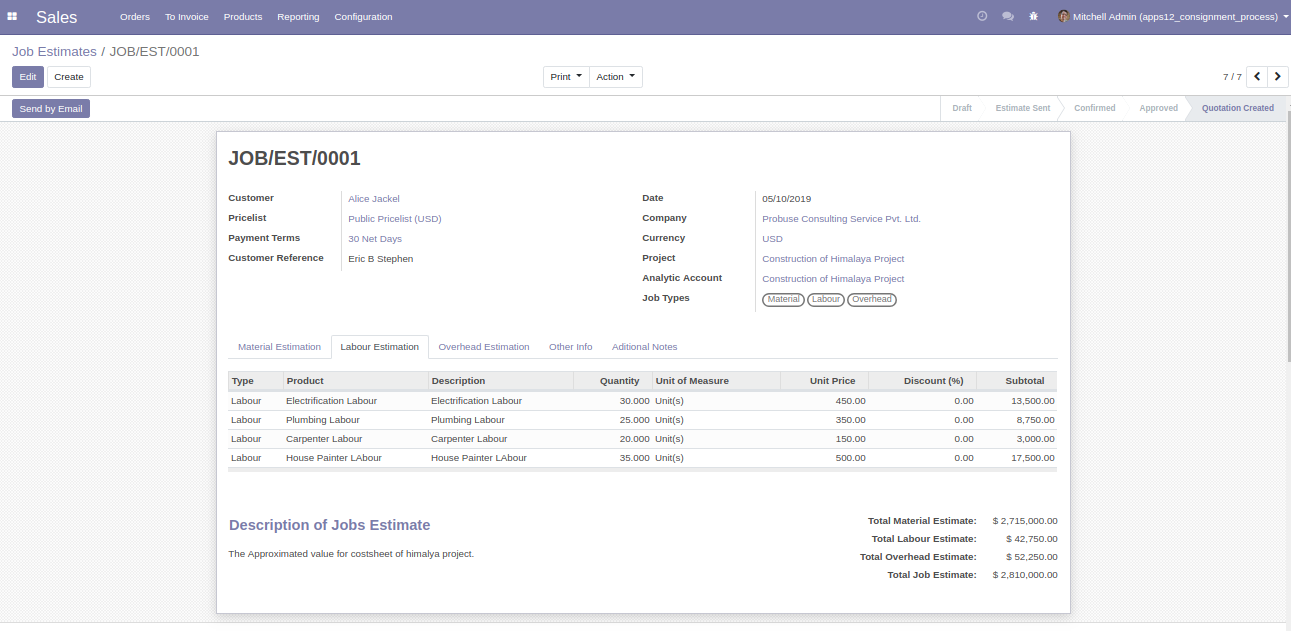 Sales Orders To Invoice Products Reporting Configuration Mitchell Admin (apps12_consignment_process)
Job Estimates / JOB/EST/0001
Edit Create Print Action 7 / 7
Send by Email Draft Estimate Sent Confirmed Approved Quotation Created
JOB/EST/0001
Customer Alice Jackel Date 05/10/2019
Pricelist Public Pricelist (USD) Company Probuse Consulting Service Pvt. Ltd.
Payment Terms 30 Net Days Currency USD
Customer Reference Eric B Stephen Project Construction of Himalaya Project
Analytic Account Construction of Himalaya Project
Job Types Material Labour Overhead
Material Estimation Labour Estimation Overhead Estimation Other Info Aditional Notes
Type Product Description Quantity Unit of Measure Unit Price Discount (%) Subtotal
Labour Electrification Labour Electrification Labour 30.000 Unit(s) 450.00 0.00 13,500.00
Labour Plumbing Labour Plumbing Labour 25.000 Unit(s) 350.00 0.00 8,750.00
Labour Carpenter Labour Carpenter Labour 20.000 Unit(s) 150.00 0.00 3,000.00
Labour House Painter LAbour House Painter LAbour 35.000 Unit(s) 500.00 0.00 17,500.00
Description of Jobs Estimate
The Approximated value for costsheet of himalya project.
Total Material Estimate: $ 2,715,000.00
Total Labour Estimate: $ 42,750.00
Total Overhead Estimate: $ 52,250.00
Total Job Estimate: $ 2,810,000.00